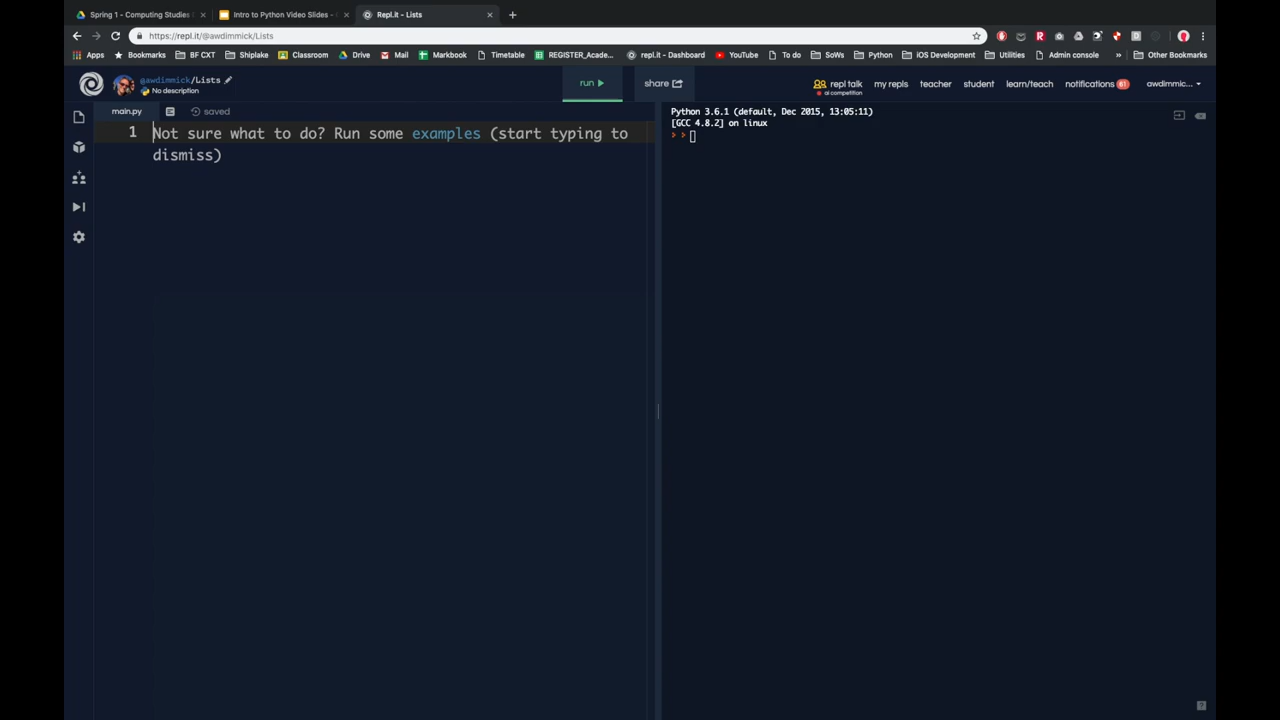 Spring 1 - Computing Studies
Intro to Python Video Slides -
Repl.it - Lists
https://repl.it/@awdimmick/Lists
Apps
Bookmarks
BF CXT
Shiplake
Classroom
Drive
Mail
Markbook
Timetable
REGISTER_Acade...
repl.it - Dashboard
YouTube
To do
SoWs
Python
iOS Development
Utilities
Admin console
»
Other Bookmarks
@awdimmick/Lists
No description
run
share
repl talk
ai competition
my repls
teacher
student
learn/teach
notifications 81
awdimmic...
main.py
saved
1 Not sure what to do? Run some examples (start typing to
dismiss)
Python 3.6.1 (default, Dec 2015, 13:05:11)
[GCC 4.8.2] on linux
> >
?